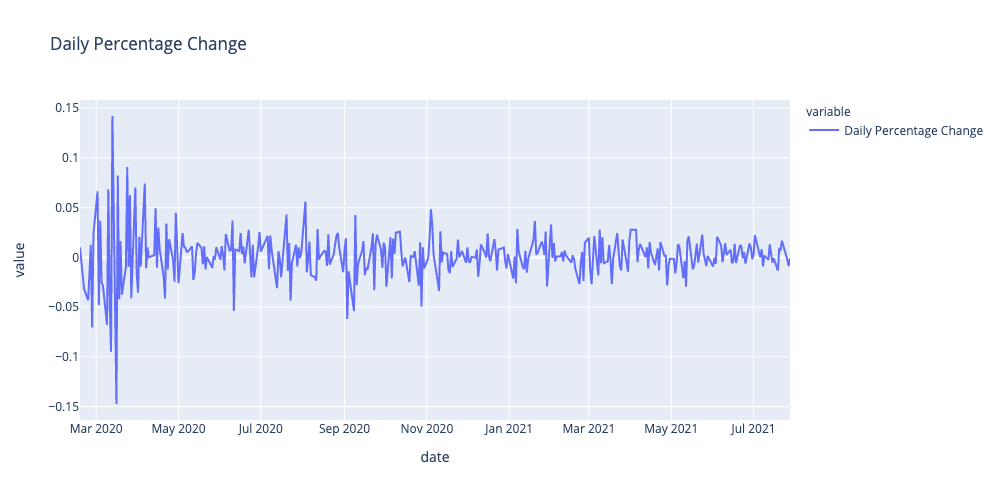 Daily Percentage Change
variable
Daily Percentage Change
value
0.15
0.1
0.05
0
−0.05
−0.1
−0.15
Mar 2020 May 2020 Jul 2020 Sep 2020 Nov 2020 Jan 2021 Mar 2021 May 2021 Jul 2021
date